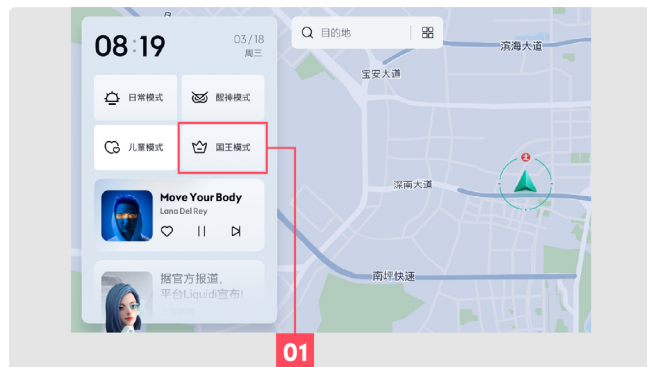 08:19
03/18
周三
日常模式
醒神模式
儿童模式
国王模式
Move Your Body
Lana Del Rey
据官方报道,
平台Liquidi宣布!
目的地
滨海大道
宝安大道
北
深南大道
南坪快速
01